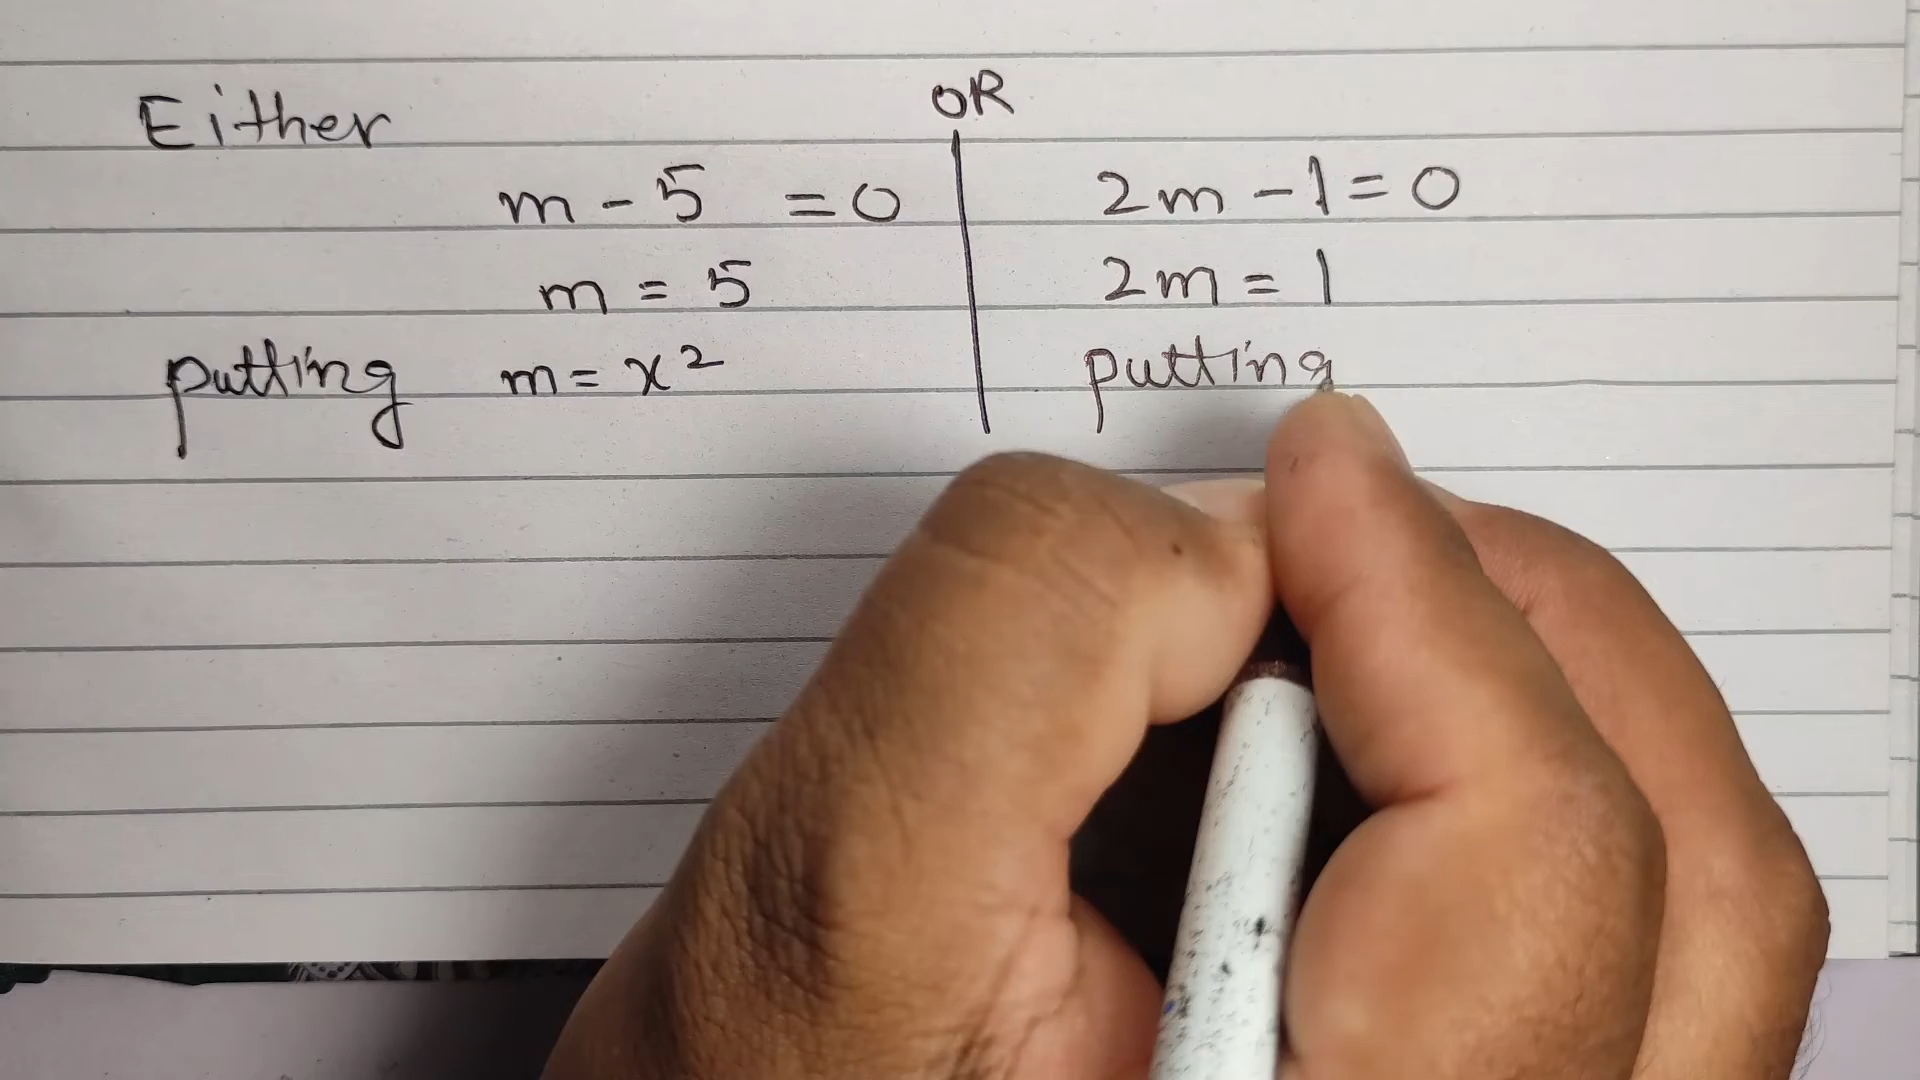 Either
OR
m - 5 = 0
m = 5
putting m = x²
2m - 1 = 0
2m = 1
putting